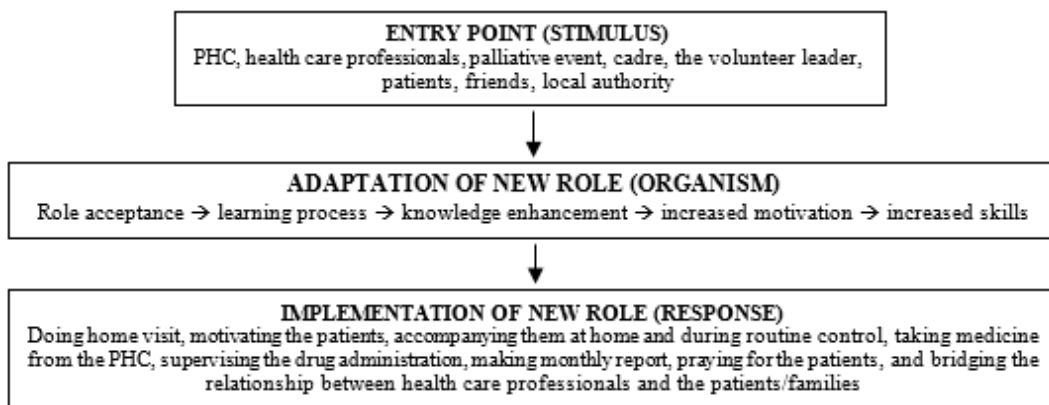 ENTRY POINT (STIMULUS)
PHC, health care professionals, palliative event, cadre, the volunteer leader,
patients, friends, local authority
ADAPTATION OF NEW ROLE (ORGANISM)
Role acceptance → learning process → knowledge enhancement → increased motivation → increased skills
IMPLEMENTATION OF NEW ROLE (RESPONSE)
Doing home visit, motivating the patients, accompanying them at home and during routine control, taking medicine
from the PHC, supervising the drug administration, making monthly report, praying for the patients, and bridging the
relationship between health care professionals and the patients/families